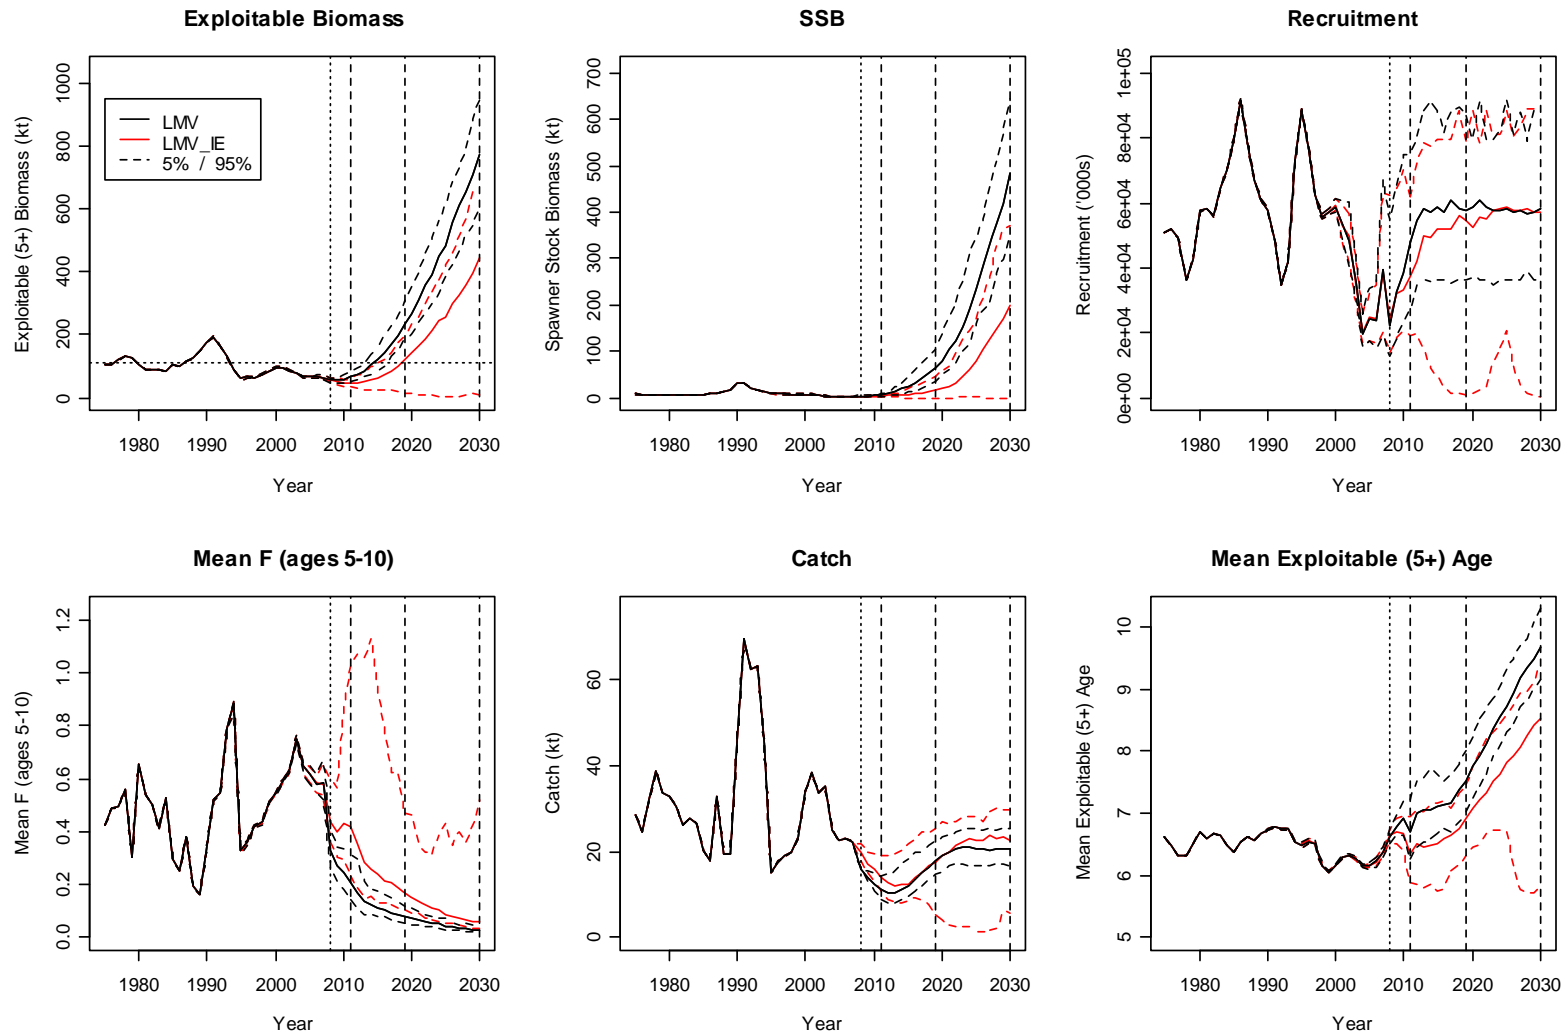 Exploitable Biomass
Exploitable (5+) Biomass (kt)
0 200 400 600 800 1000
LMV
LMV_IE
5% / 95%
1980 1990 2000 2010 2020 2030
Year
SSB
Spawner Stock Biomass (kt)
0 100 200 300 400 500 600 700
1980 1990 2000 2010 2020 2030
Year
Recruitment
Recruitment ('000s)
0e+00 2e+04 4e+04 6e+04 8e+04 1e+05
1980 1990 2000 2010 2020 2030
Year
Mean F (ages 5-10)
Mean F (ages 5-10)
0.0 0.2 0.4 0.6 0.8 1.0 1.2
1980 1990 2000 2010 2020 2030
Year
Catch
Catch (kt)
0 20 40 60
1980 1990 2000 2010 2020 2030
Year
Mean Exploitable (5+) Age
Mean Exploitable (5+) Age
5 6 7 8 9 10
1980 1990 2000 2010 2020 2030
Year